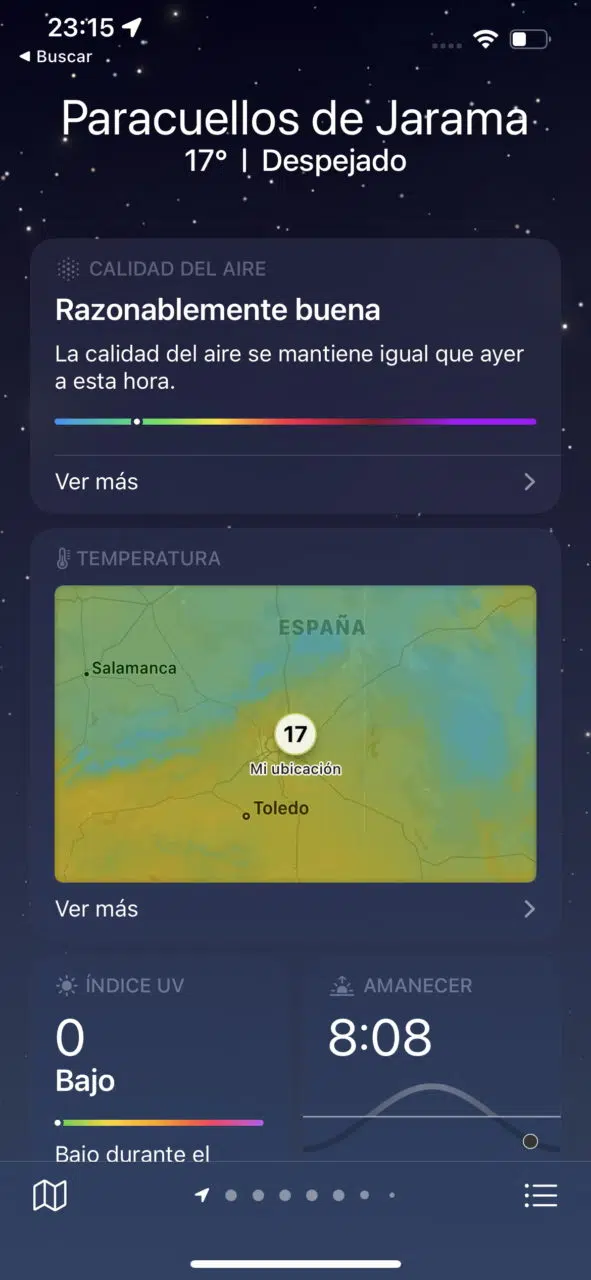 23:15
◀ Buscar
Paracuellos de Jarama
17° | Despejado
CALIDAD DEL AIRE
Razonablemente buena
La calidad del aire se mantiene igual que ayer
a esta hora.
Ver más
TEMPERATURA
ESPAÑA
Salamanca
17
Mi ubicación
Toledo
Ver más
ÍNDICE UV
0
Bajo
Bajo durante el
AMANECER
8:08